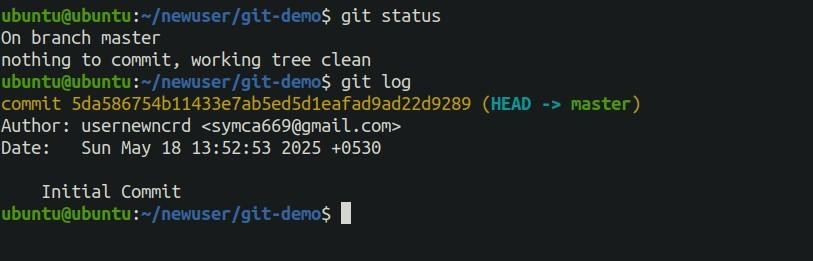 ubuntu@ubuntu:~/newuser/git-demo$ git status
On branch master
nothing to commit, working tree clean
ubuntu@ubuntu:~/newuser/git-demo$ git log
commit 5da586754b11433e7ab5ed5d1eafad9ad22d9289 (HEAD -> master)
Author: usernewncrd <symca669@gmail.com>
Date:   Sun May 18 13:52:53 2025 +0530
    Initial Commit
ubuntu@ubuntu:~/newuser/git-demo$